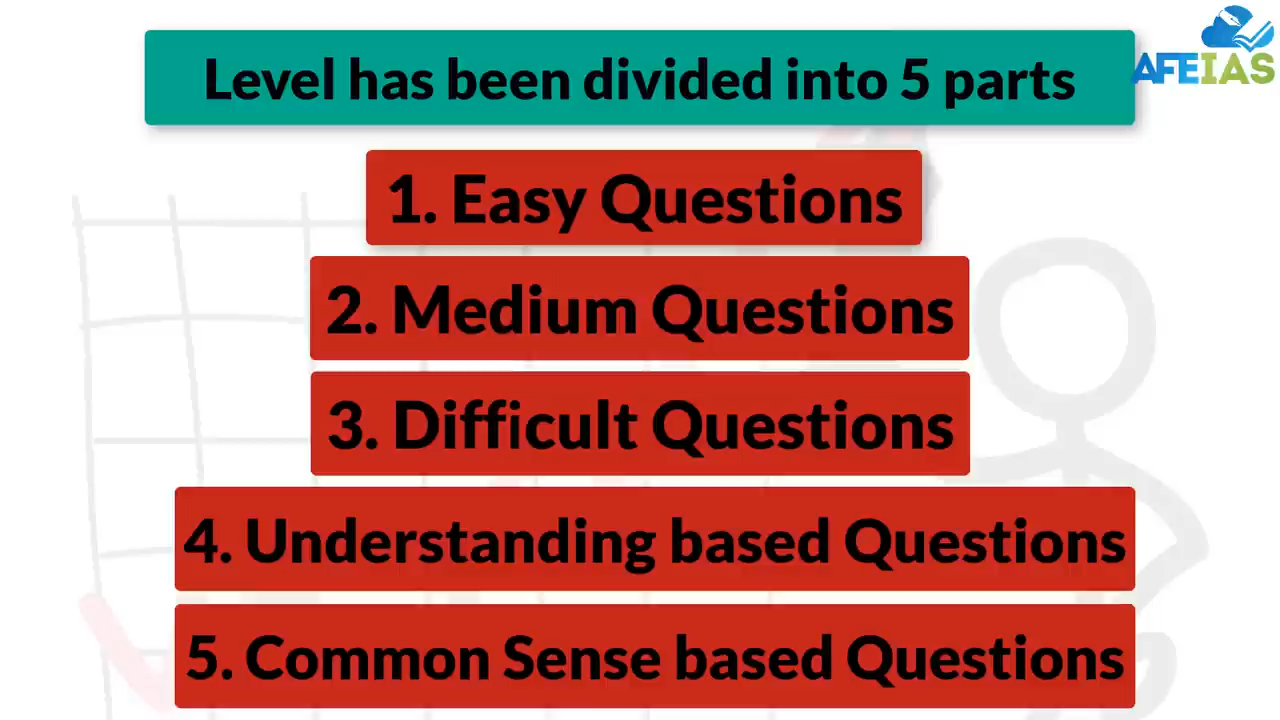 Level has been divided into 5 parts
AFEIAS
1. Easy Questions
2. Medium Questions
3. Difficult Questions
4. Understanding based Questions
5. Common Sense based Questions